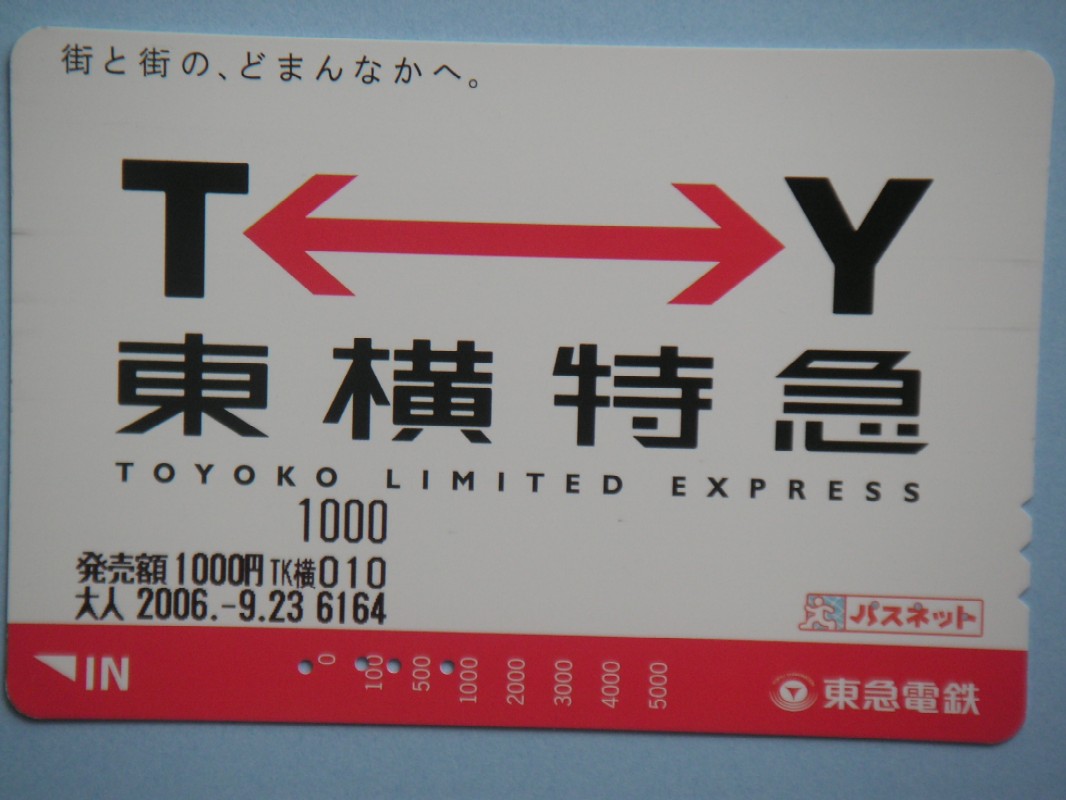 街と街の、どまんなかへ。
T Y
東横特急
TOYOKO LIMITED EXPRESS
1000
発売額 1000円 TK横010
大人 2006.-9.23 6164
パスネット
IN 0 100 500 1000 2000 3000 4000 5000 東急電鉄